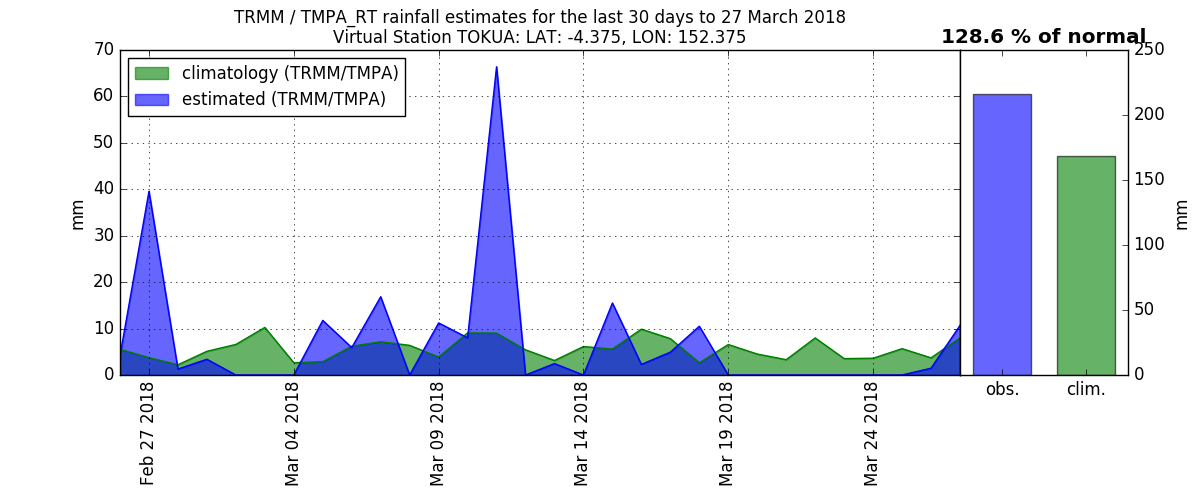 TRMM / TMPA_RT rainfall estimates for the last 30 days to 27 March 2018
Virtual Station TOKUA: LAT: -4.375, LON: 152.375
128.6 % of normal
climatology (TRMM/TMPA)
estimated (TRMM/TMPA)
mm
70
60
50
40
30
20
10
0
Feb 27 2018
Mar 04 2018
Mar 09 2018
Mar 14 2018
Mar 19 2018
Mar 24 2018
250
200
150
100
50
0
mm
obs.
clim.